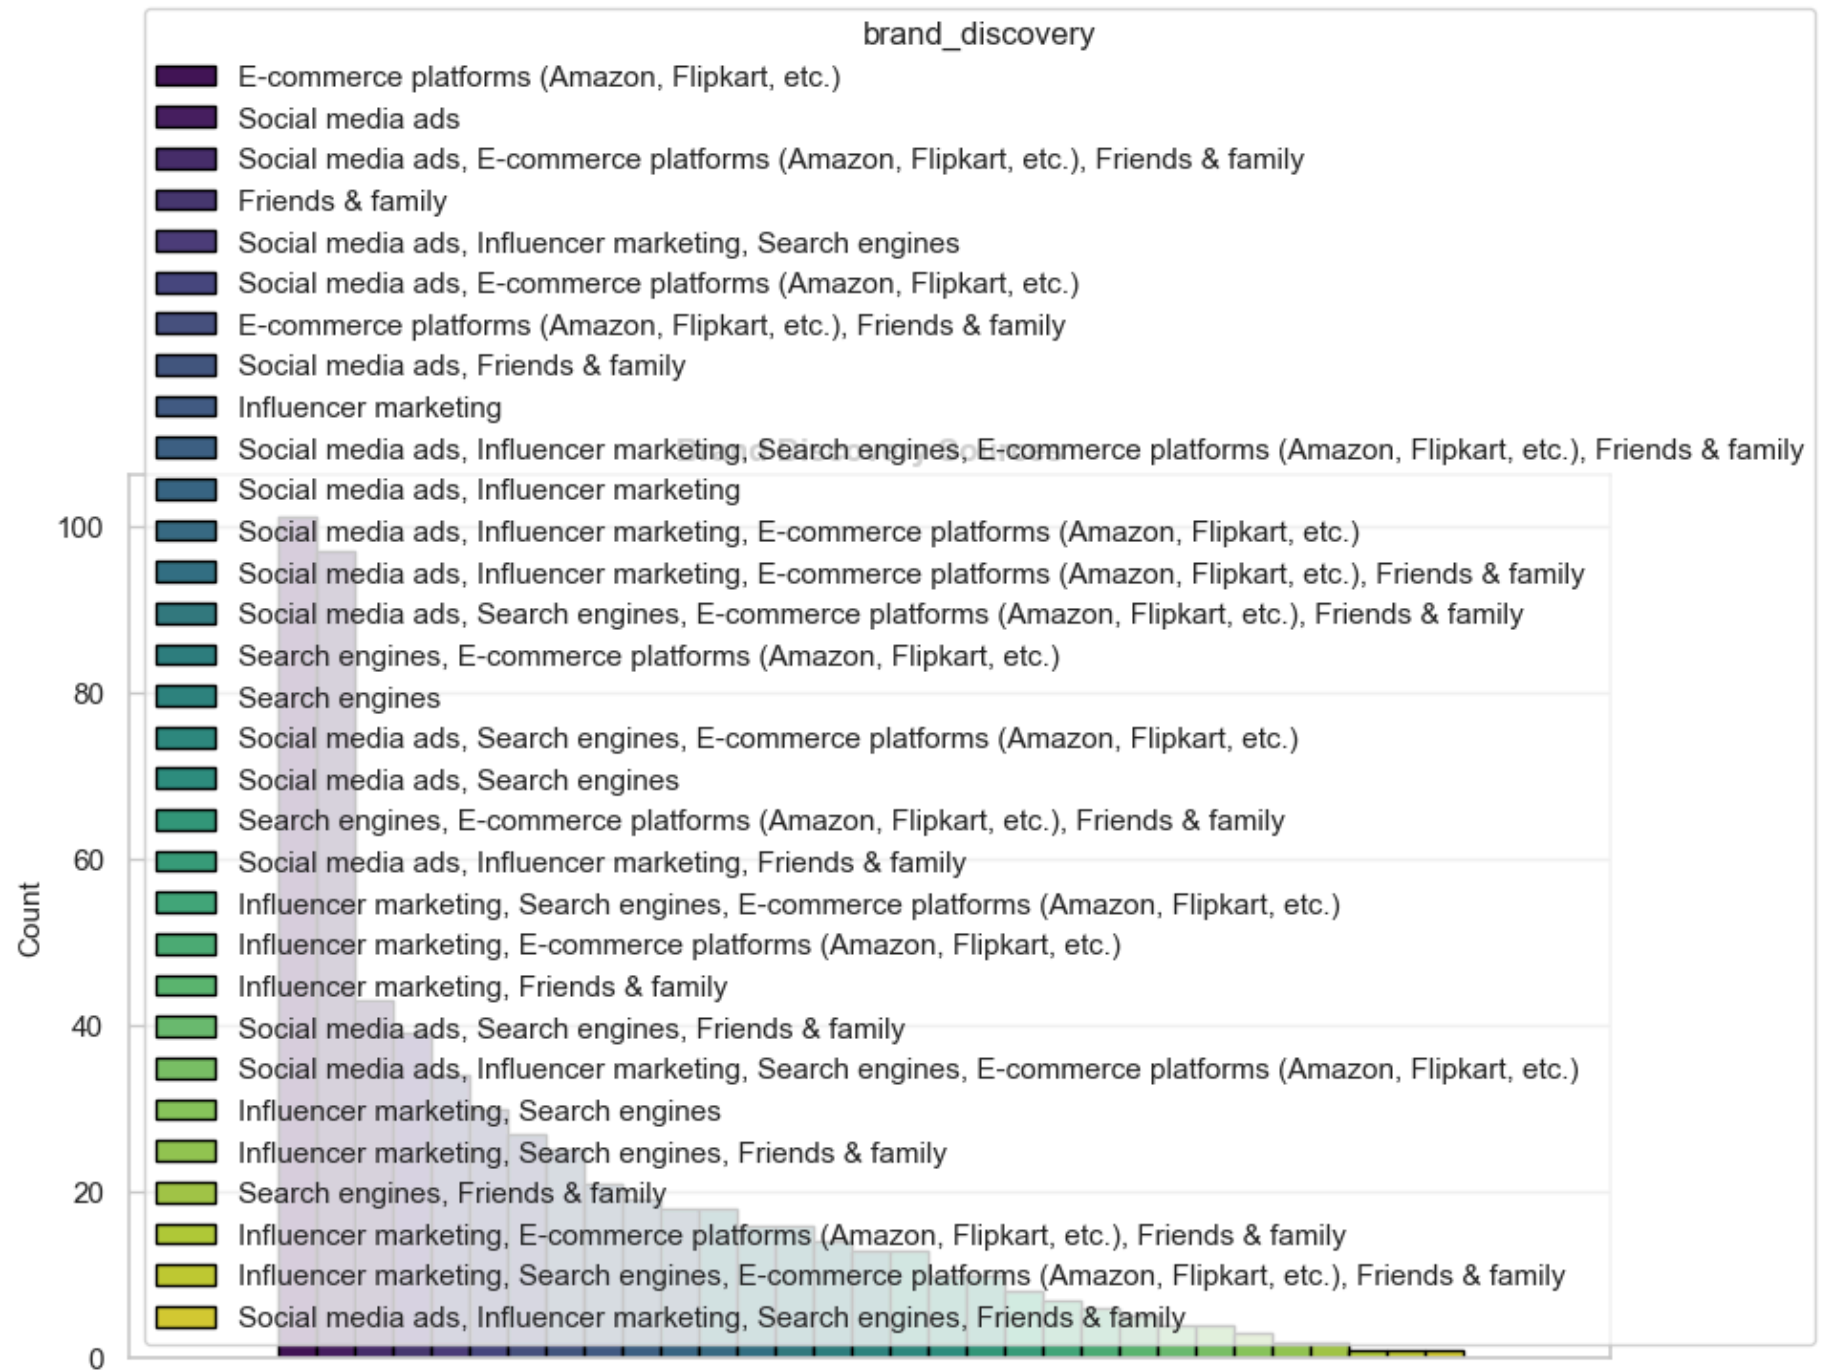 brand_discovery
E-commerce platforms (Amazon, Flipkart, etc.)
Social media ads
Social media ads, E-commerce platforms (Amazon, Flipkart, etc.), Friends & family
Friends & family
Social media ads, Influencer marketing, Search engines
Social media ads, E-commerce platforms (Amazon, Flipkart, etc.)
E-commerce platforms (Amazon, Flipkart, etc.), Friends & family
Social media ads, Friends & family
Influencer marketing
Brand Discovery Sources
Social media ads, Influencer marketing, Search engines, E-commerce platforms (Amazon, Flipkart, etc.), Friends & family
Social media ads, Influencer marketing
100
Social media ads, Influencer marketing, E-commerce platforms (Amazon, Flipkart, etc.)
Social media ads, Influencer marketing, E-commerce platforms (Amazon, Flipkart, etc.), Friends & family
Social media ads, Search engines, E-commerce platforms (Amazon, Flipkart, etc.), Friends & family
Search engines, E-commerce platforms (Amazon, Flipkart, etc.)
80
Search engines
Social media ads, Search engines, E-commerce platforms (Amazon, Flipkart, etc.)
Social media ads, Search engines
Search engines, E-commerce platforms (Amazon, Flipkart, etc.), Friends & family
60
Social media ads, Influencer marketing, Friends & family
Influencer marketing, Search engines, E-commerce platforms (Amazon, Flipkart, etc.)
Count
Influencer marketing, E-commerce platforms (Amazon, Flipkart, etc.)
Influencer marketing, Friends & family
40
Social media ads, Search engines, Friends & family
Social media ads, Influencer marketing, Search engines, E-commerce platforms (Amazon, Flipkart, etc.)
Influencer marketing, Search engines
Influencer marketing, Search engines, Friends & family
20
Search engines, Friends & family
Influencer marketing, E-commerce platforms (Amazon, Flipkart, etc.), Friends & family
Influencer marketing, Search engines, E-commerce platforms (Amazon, Flipkart, etc.), Friends & family
Social media ads, Influencer marketing, Search engines, Friends & family
0